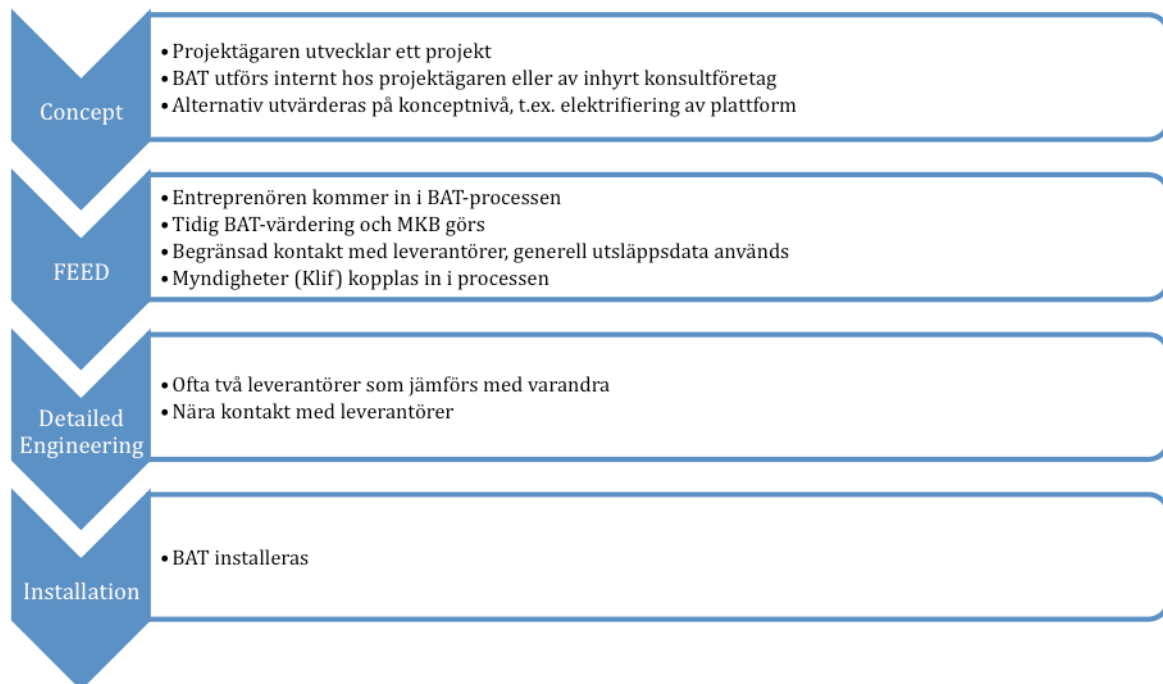 Concept
• Projektägaren utvecklar ett projekt
• BAT utförs internt hos projektägaren eller av inhyrt konsultföretag
• Alternativ utvärderas på konceptnivå, t.ex. elektrifiering av plattform
FEED
• Entreprenören kommer in i BAT-processen
• Tidig BAT-värdering och MKB görs
• Begränsad kontakt med leverantörer, generell utsläppsdata används
• Myndigheter (Klif) kopplas in i processen
Detailed
Engineering
• Ofta två leverantörer som jämförs med varandra
• Nära kontakt med leverantörer
Installation
• BAT installeras